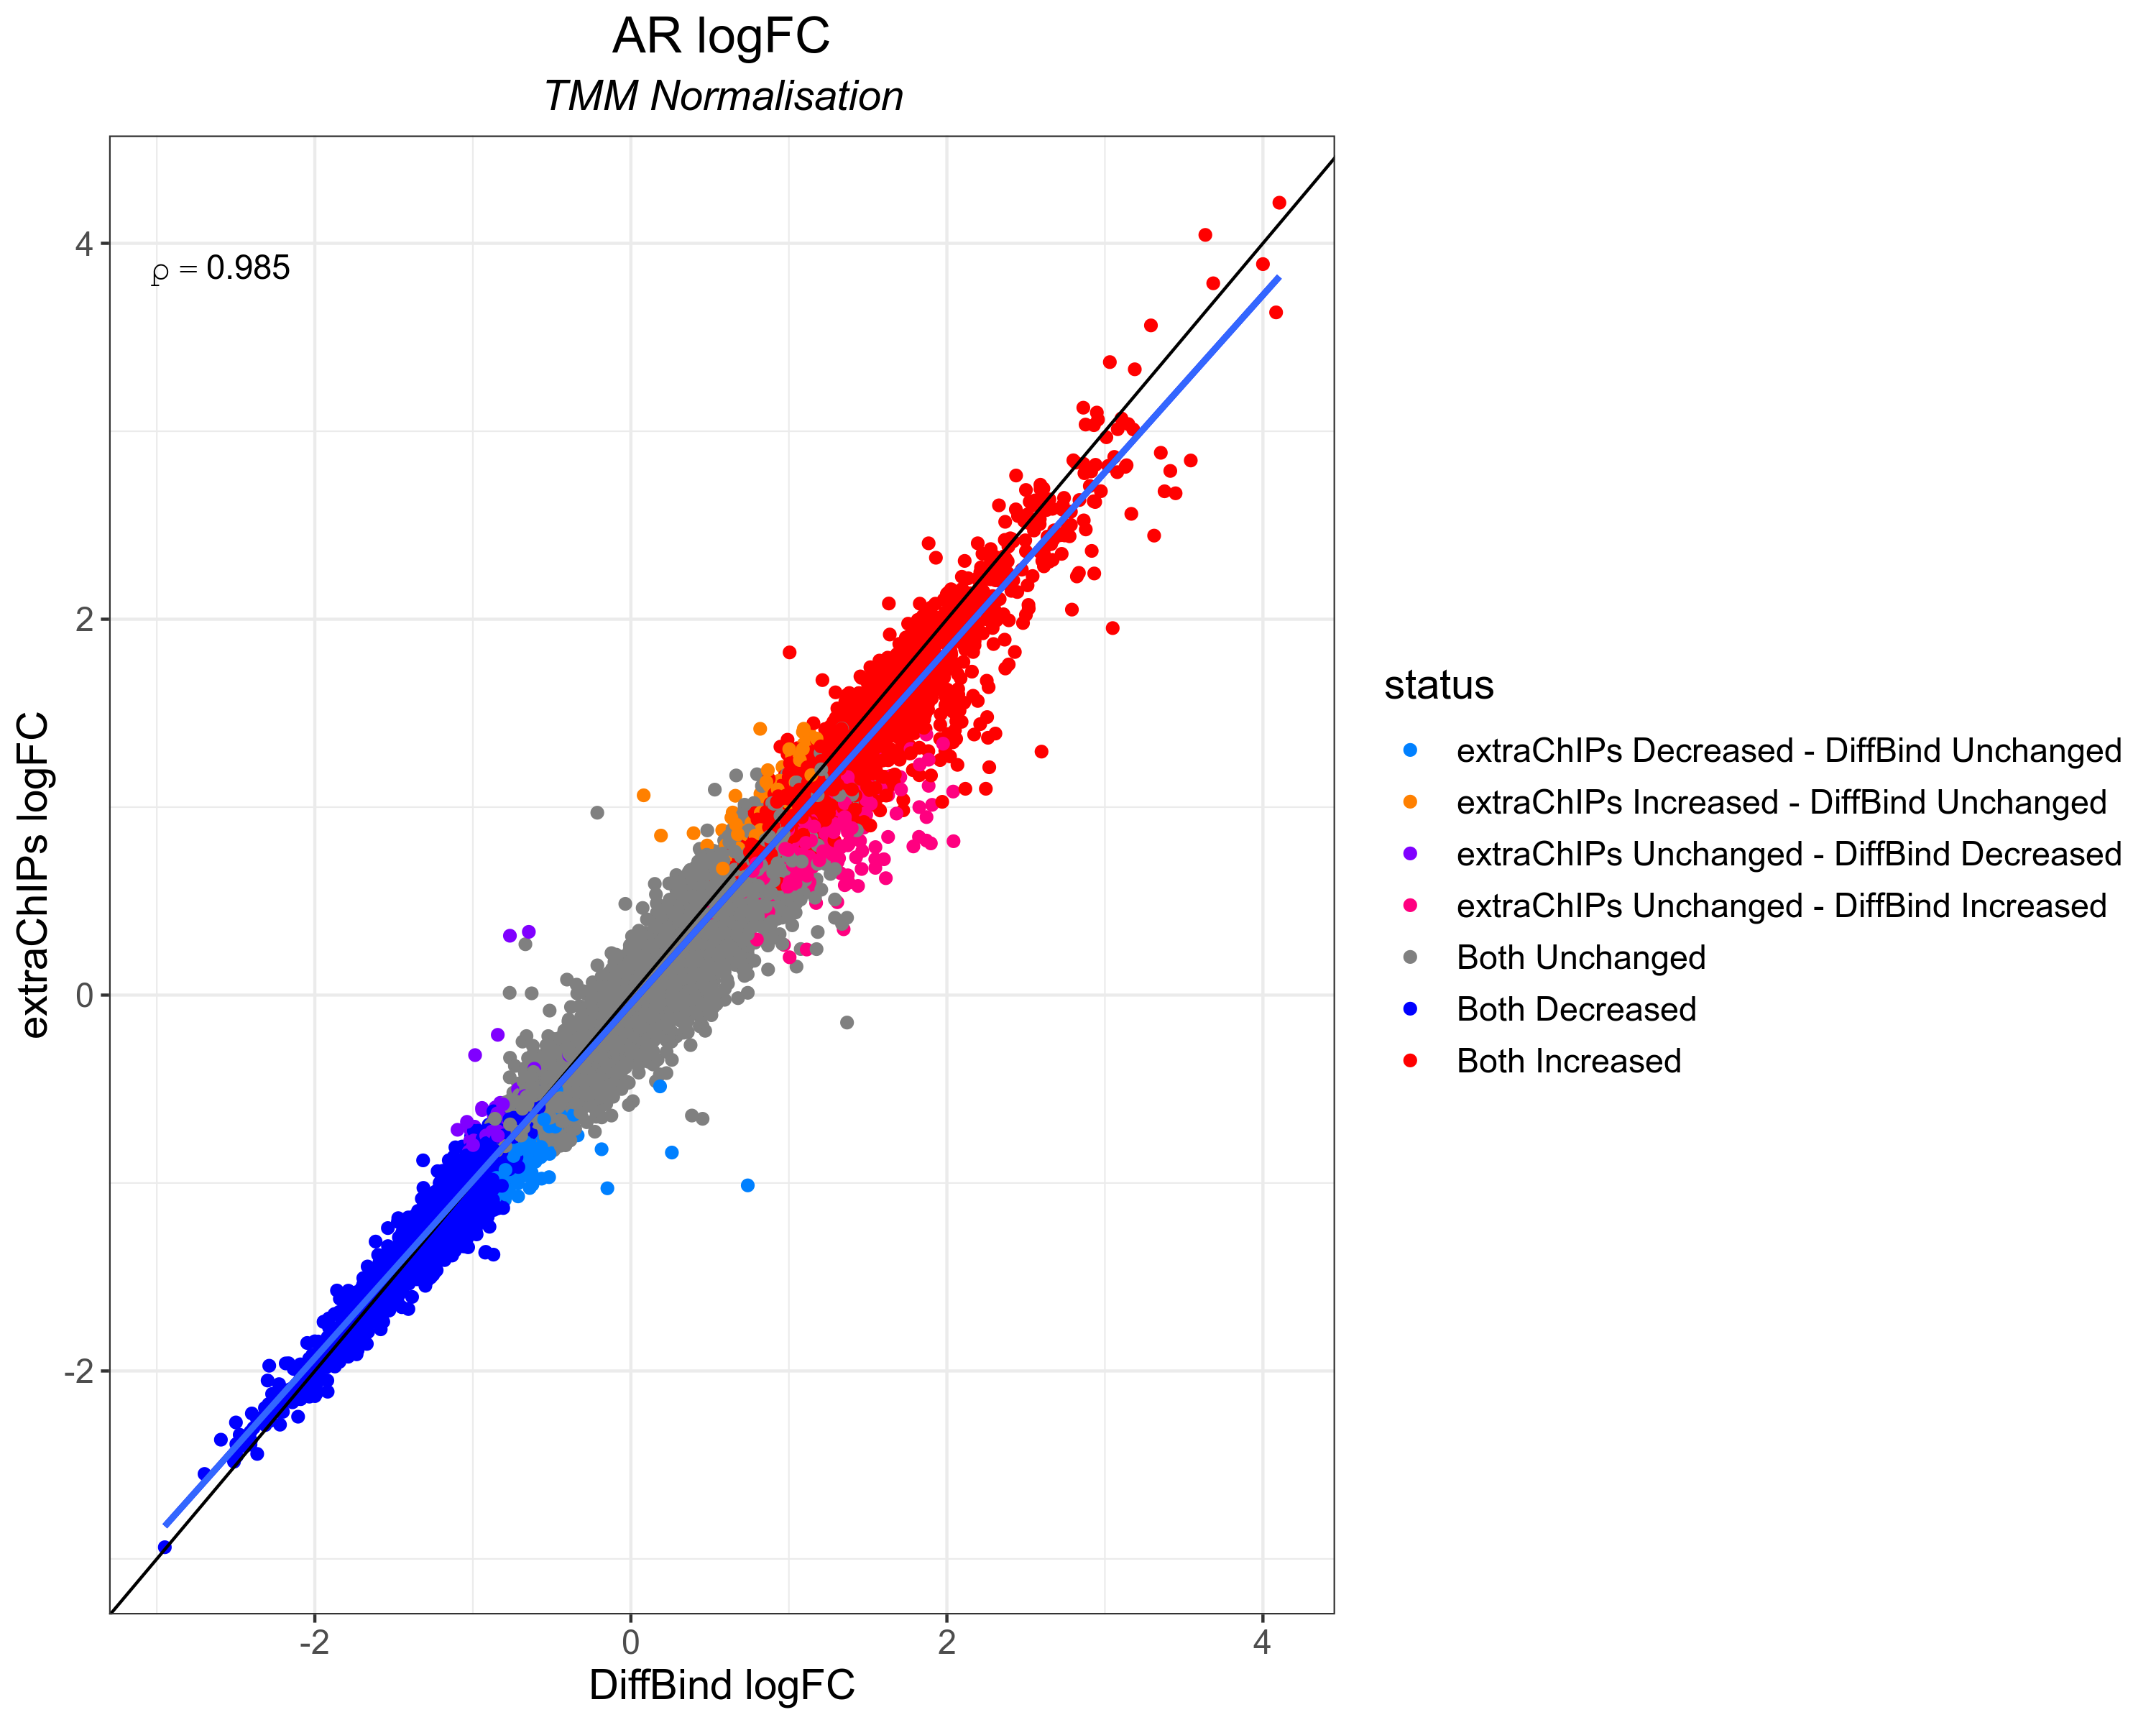 AR logFC
TMM Normalisation
ρ = 0.985
4
2
0
-2
extraChIPs logFC
-2 0 2 4
DiffBind logFC
status
extraChIPs Decreased - DiffBind Unchanged
extraChIPs Increased - DiffBind Unchanged
extraChIPs Unchanged - DiffBind Decreased
extraChIPs Unchanged - DiffBind Increased
Both Unchanged
Both Decreased
Both Increased